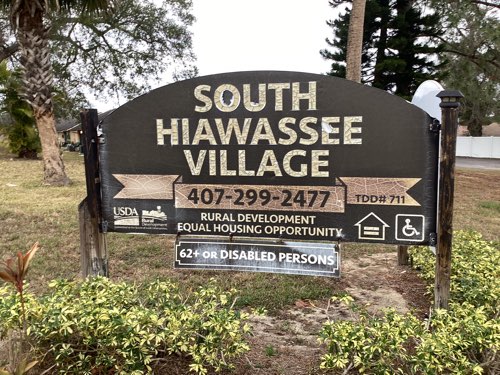 SOUTH
HIAWASSEE
VILLAGE
407-299-2477
TDD# 711
USDA Rural
Development
RURAL DEVELOPMENT
EQUAL HOUSING OPPORTUNITY
62+ OR DISABLED PERSONS